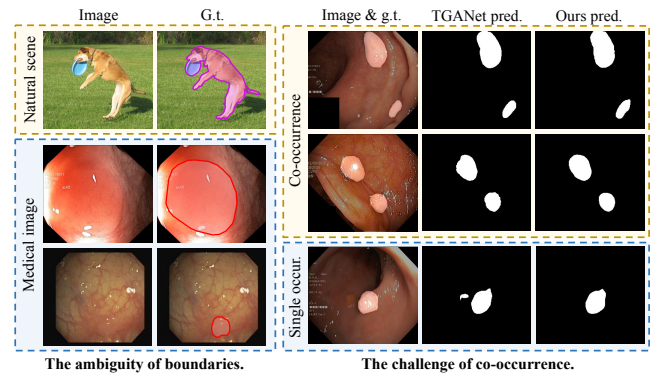 Image
G.t.
Natural scene
Medical image
The ambiguity of boundaries.
Image & g.t.
TGANet pred.
Ours pred.
Co-occurrence
Single occur.
The challenge of co-occurrence.